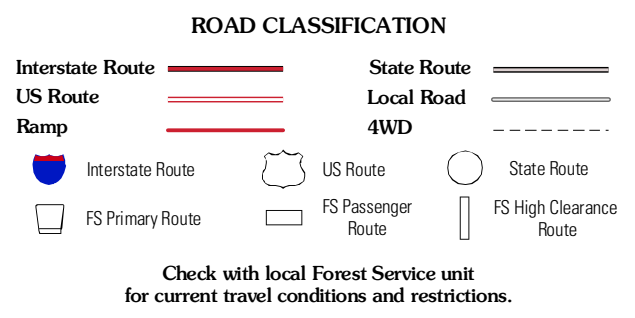 ROAD CLASSIFICATION
Interstate Route State Route
US Route Local Road
Ramp 4WD
Interstate Route US Route State Route
FS Primary Route FS Passenger Route FS High Clearance Route
Check with local Forest Service unit
for current travel conditions and restrictions.